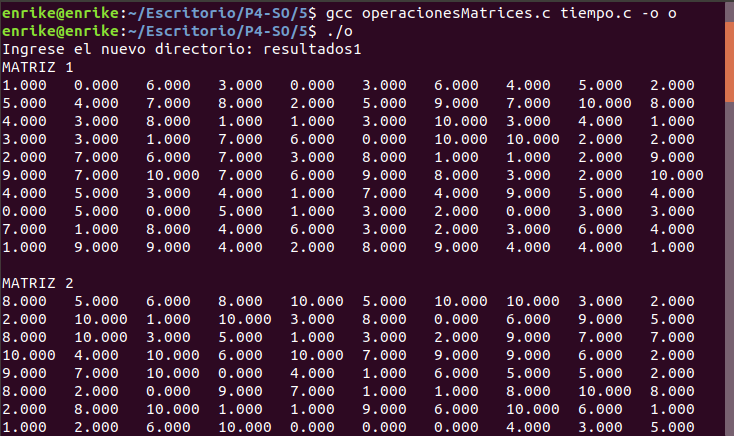 enrike@enrike:~/Escritorio/P4-SO/5$ gcc operacionesMatrices.c tiempo.c -o o
enrike@enrike:~/Escritorio/P4-SO/5$ ./o
Ingrese el nuevo directorio: resultados1
MATRIZ 1
1.000 0.000 6.000 3.000 0.000 3.000 6.000 4.000 5.000 2.000
5.000 4.000 7.000 8.000 2.000 5.000 9.000 7.000 10.000 8.000
4.000 3.000 8.000 1.000 1.000 3.000 10.000 3.000 4.000 1.000
3.000 3.000 1.000 7.000 6.000 0.000 10.000 10.000 2.000 2.000
2.000 7.000 6.000 7.000 3.000 8.000 1.000 1.000 2.000 9.000
9.000 7.000 10.000 7.000 6.000 9.000 8.000 3.000 2.000 10.000
4.000 5.000 3.000 4.000 1.000 7.000 4.000 9.000 5.000 4.000
0.000 5.000 0.000 5.000 1.000 3.000 2.000 0.000 3.000 3.000
7.000 1.000 8.000 4.000 6.000 3.000 2.000 3.000 6.000 4.000
1.000 9.000 9.000 4.000 2.000 8.000 9.000 4.000 4.000 1.000
MATRIZ 2
8.000 5.000 6.000 8.000 10.000 5.000 10.000 10.000 3.000 2.000
2.000 10.000 1.000 10.000 3.000 8.000 0.000 6.000 9.000 5.000
8.000 10.000 3.000 5.000 1.000 3.000 2.000 9.000 7.000 7.000
10.000 4.000 10.000 6.000 10.000 7.000 9.000 9.000 6.000 2.000
9.000 7.000 10.000 0.000 4.000 1.000 6.000 5.000 5.000 2.000
8.000 2.000 0.000 9.000 7.000 1.000 1.000 8.000 10.000 8.000
2.000 8.000 10.000 1.000 1.000 9.000 6.000 10.000 6.000 1.000
1.000 2.000 6.000 10.000 0.000 0.000 0.000 4.000 3.000 5.000